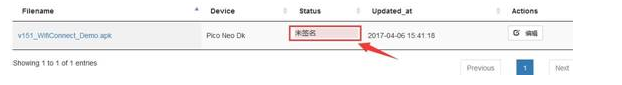 Filename Device Status Updated_at Actions
v151_WifiConnect_Demo.apk Pico Neo Dk 未签名 2017-04-06 15:41:16 编辑
Showing 1 to 1 of 1 entries
Previous 1 Next